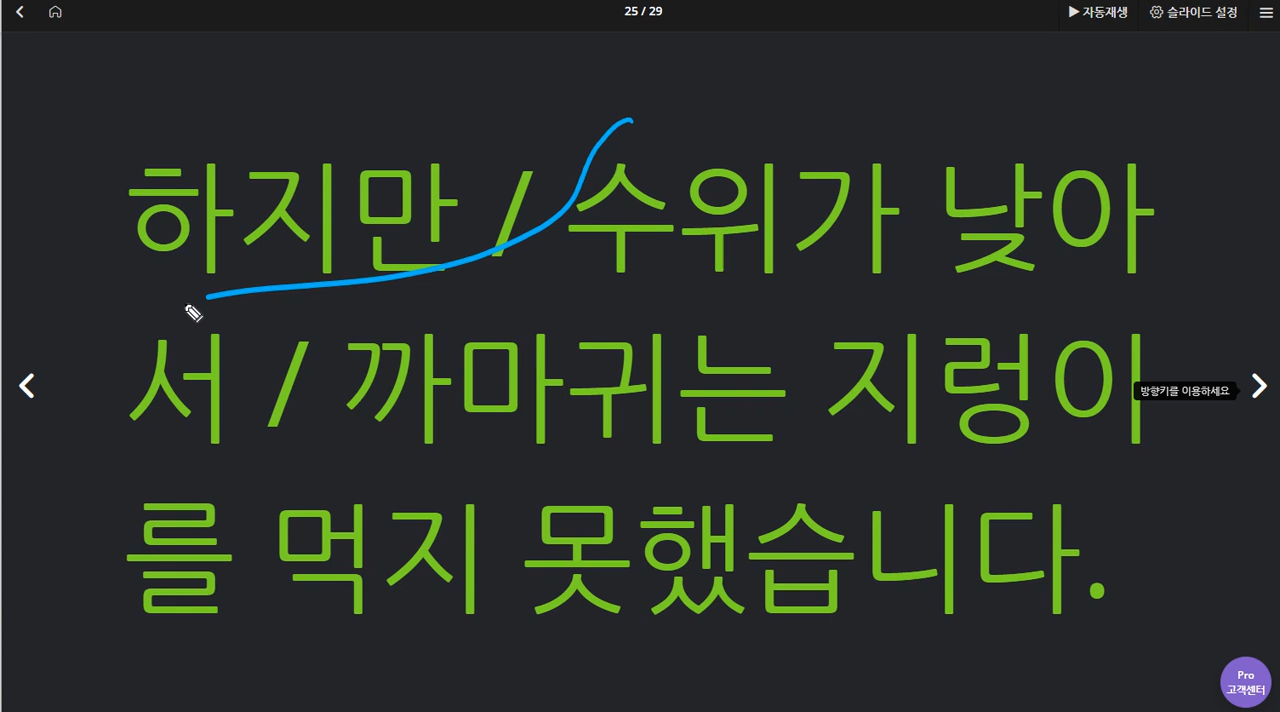 25 / 29
▶ 자동재생
슬라이드 설정
하지만 / 수위가 낮아
서 / 까마귀는 지렁이
방향키를 이용하세요
를 먹지 못했습니다.
Pro
고객센터